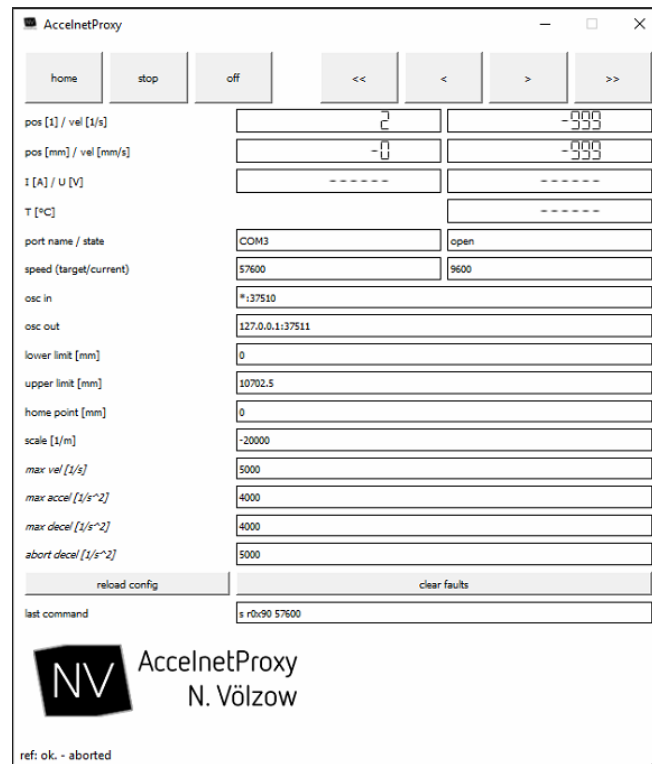 AccelnetProxy
home stop off << < > >>
pos [1] / vel [1/s] 2 -999
pos [mm] / vel [mm/s] -0 -999
I [A] / U [V] ------ ------
T [°C] ------
port name / state COM3 open
speed (target/current) 57600 9600
osc in *:37510
osc out 127.0.0.1:37511
lower limit [mm] 0
upper limit [mm] 10702.5
home point [mm] 0
scale [1/m] -20000
max vel [1/s] 5000
max accel [1/s^2] 4000
max decel [1/s^2] 4000
abort decel [1/s^2] 5000
reload config clear faults
last command s r0x90 57600
NV AccelnetProxy
N. Völzow
ref: ok. - aborted